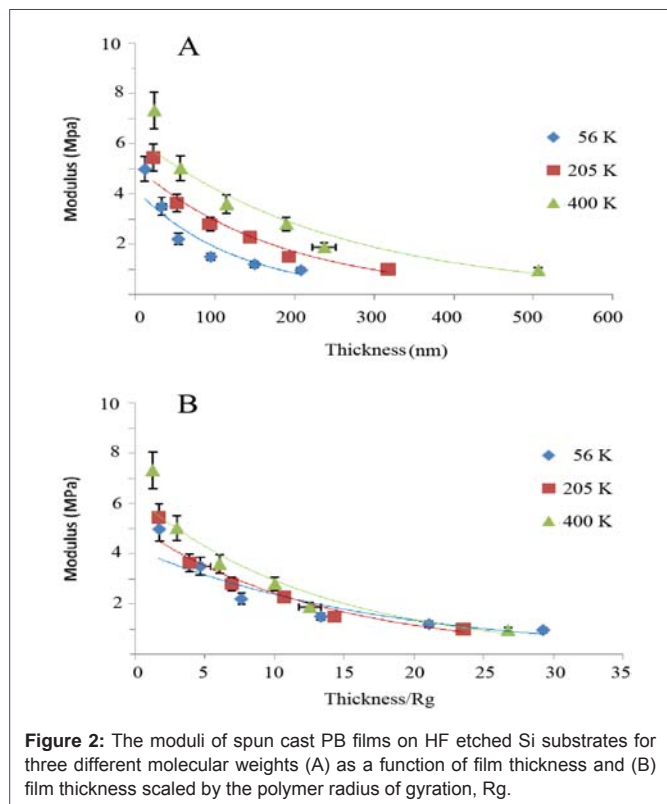 A
10
8
6
4
2
Modulus (Mpa)
56 K
205 K
400 K
0 100 200 300 400 500 600
Thickness (nm)
B
10
8
6
4
2
Modulus (MPa)
56 K
205 K
400 K
0 5 10 15 20 25 30 35
Thickness/Rg
Figure 2: The moduli of spun cast PB films on HF etched Si substrates for
three different molecular weights (A) as a function of film thickness and (B)
film thickness scaled by the polymer radius of gyration, Rg.